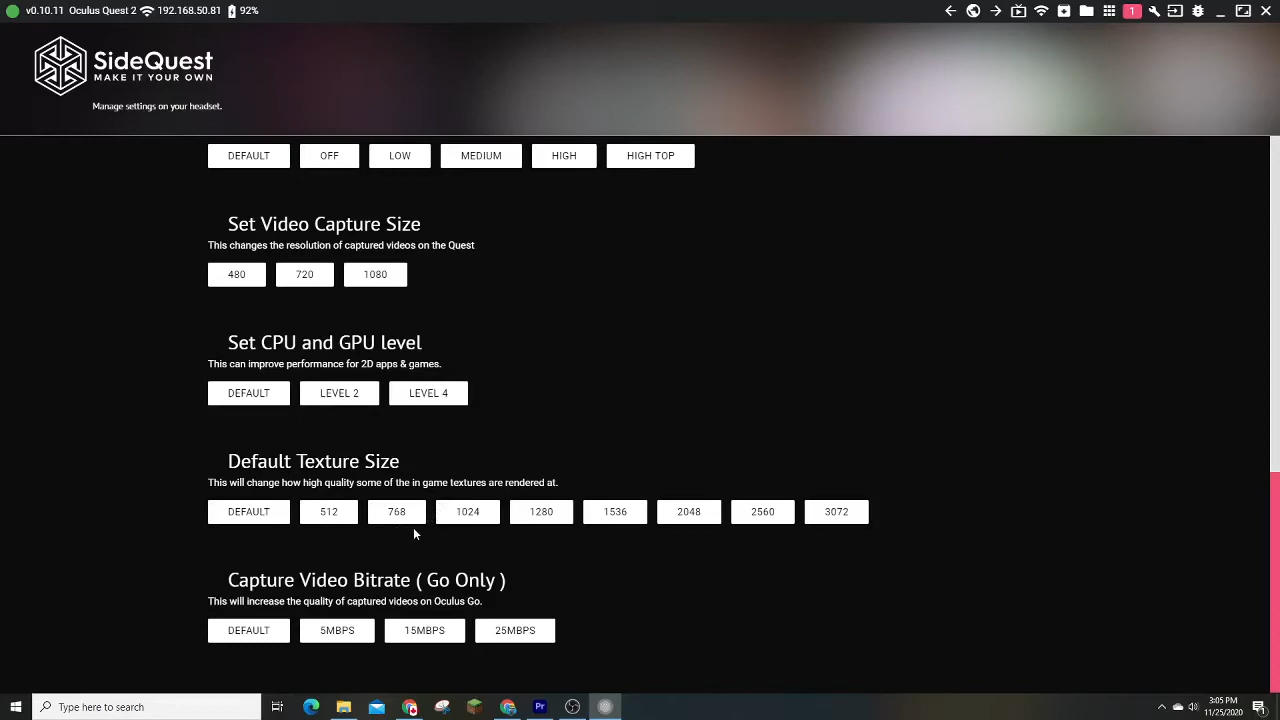 v0.10.11 Oculus Quest 2 192.168.50.81 92%
1
SideQuest
MAKE IT YOUR OWN
Manage settings on your headset.
DEFAULT OFF LOW MEDIUM HIGH HIGH TOP
Set Video Capture Size
This changes the resolution of captured videos on the Quest
480 720 1080
Set CPU and GPU level
This can improve performance for 2D apps & games.
DEFAULT LEVEL 2 LEVEL 4
Default Texture Size
This will change how high quality some of the in game textures are rendered at.
DEFAULT 512 768 1024 1280 1536 2048 2560 3072
Capture Video Bitrate ( Go Only )
This will increase the quality of captured videos on Oculus Go.
DEFAULT 5MBPS 15MBPS 25MBPS
Type here to search
Pr
3:05 PM
11/25/2020